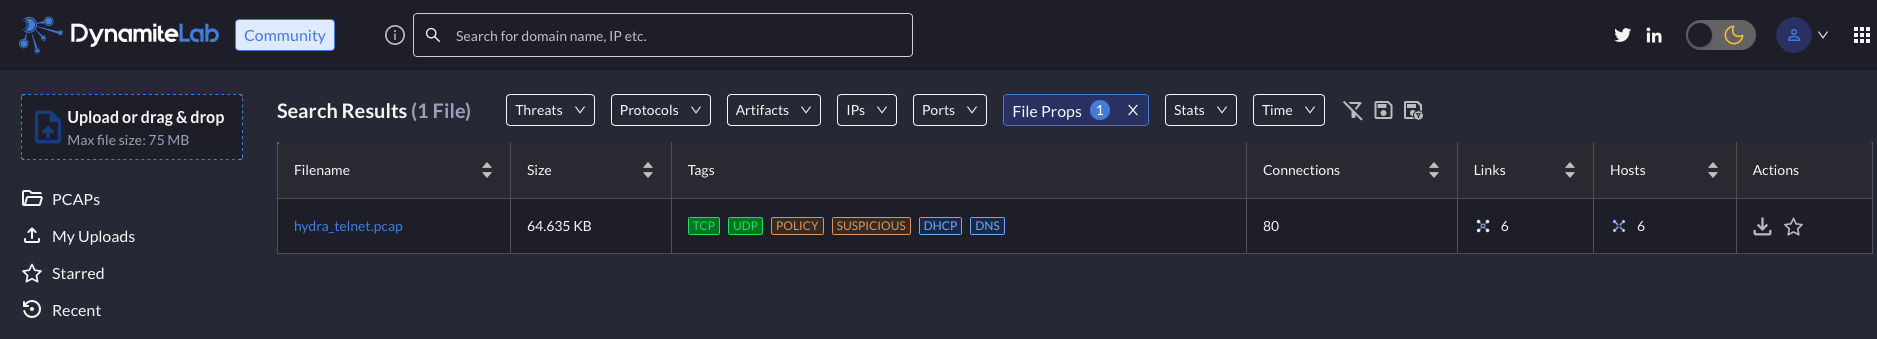 DynamiteLab Community Search for domain name, IP etc.
Upload or drag & drop
Max file size: 75 MB
PCAPs
My Uploads
Starred
Recent
Search Results (1 File) Threats Protocols Artifacts IPs Ports File Props 1 X Stats Time
Filename Size Tags Connections Links Hosts Actions
hydra_telnet.pcap 64.635 KB TCP UDP POLICY SUSPICIOUS DHCP DNS 80 6 6